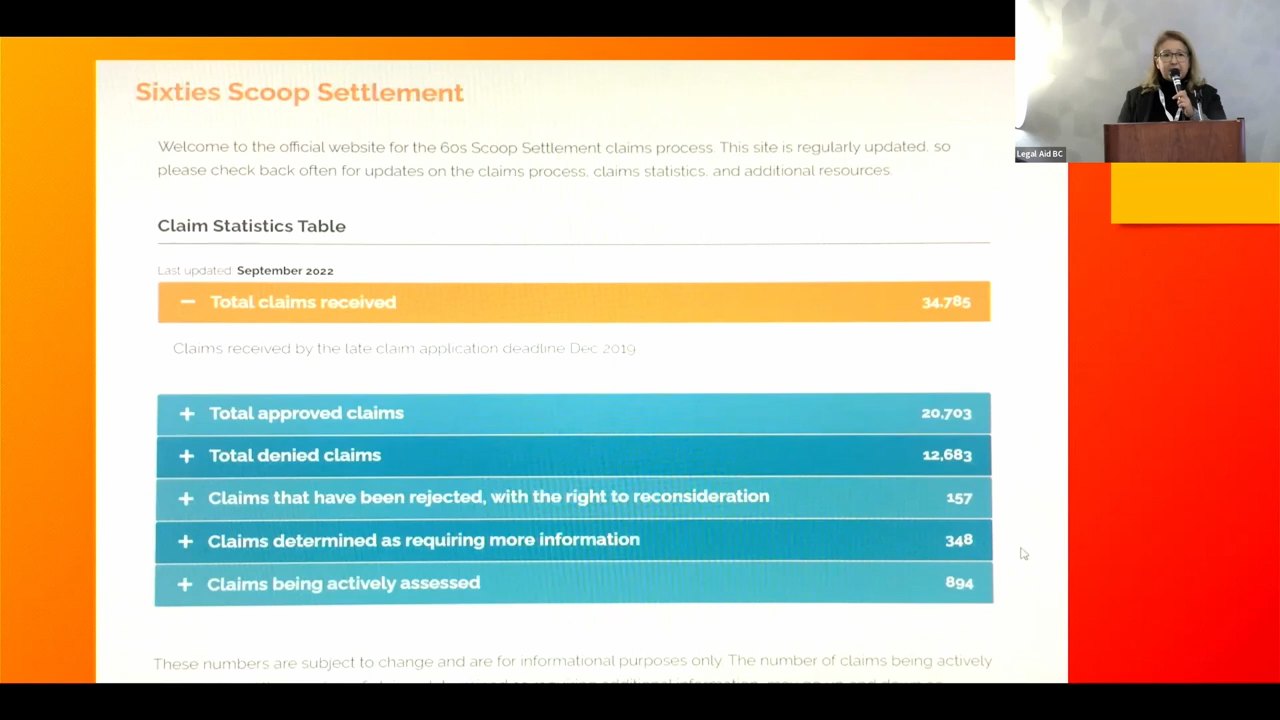 Sixties Scoop Settlement
Welcome to the official website for the 60s Scoop Settlement claims process. This site is regularly updated, so
please check back often for updates on the claims process, claims statistics, and additional resources.
Claim Statistics Table
Last updated: September 2022
− Total claims received 34,785
Claims received by the late claim application deadline Dec 2019
+ Total approved claims 20,703
+ Total denied claims 12,683
+ Claims that have been rejected, with the right to reconsideration 157
+ Claims determined as requiring more information 348
+ Claims being actively assessed 894
These numbers are subject to change and are for informational purposes only. The number of claims being actively
Legal Aid BC